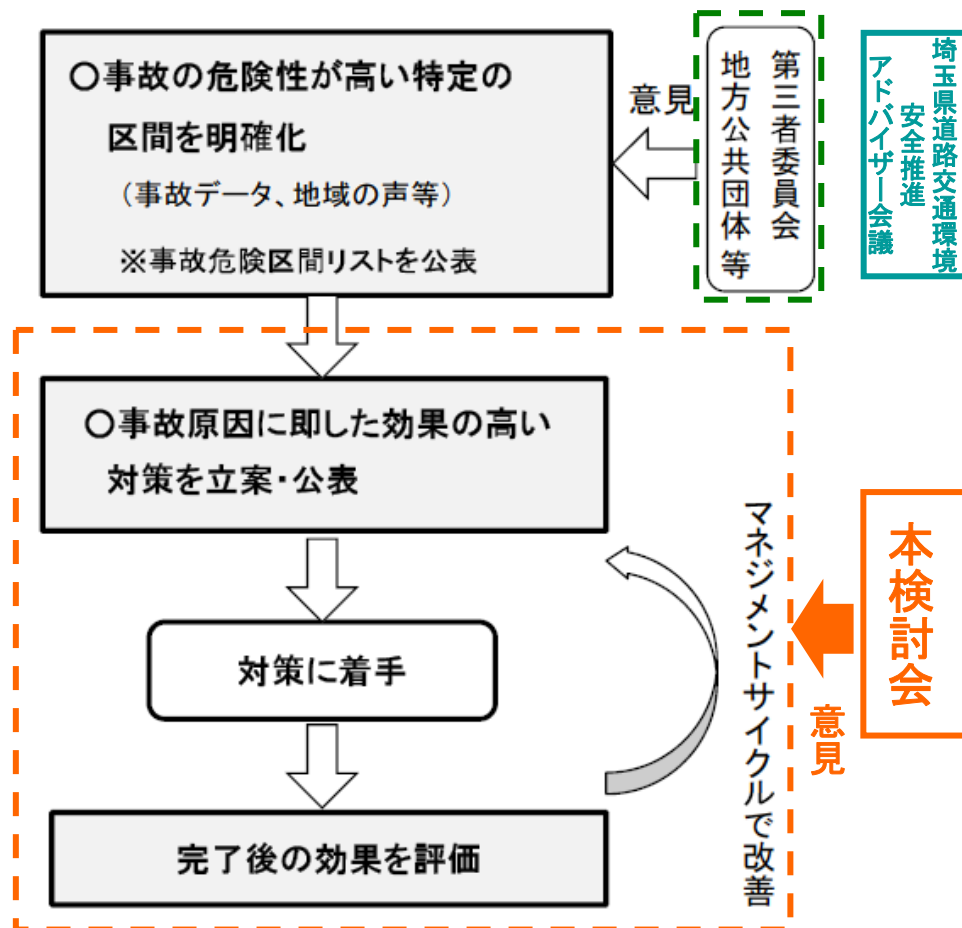 〇事故の危険性が高い特定の
区間を明確化
（事故データ、地域の声等）
※事故危険区間リストを公表
意見
第三者委員会
地方公共団体等
埼玉県道路交通環境
安全推進
アドバイザー会議
〇事故原因に即した効果の高い
対策を立案・公表
対策に着手
完了後の効果を評価
マネジメントサイクルで改善
意見
本検討会